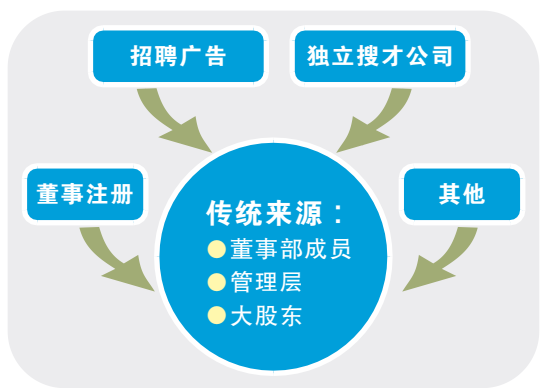 招聘广告
独立搜才公司
董事注册
其他
传统来源：
董事部成员
管理层
大股东